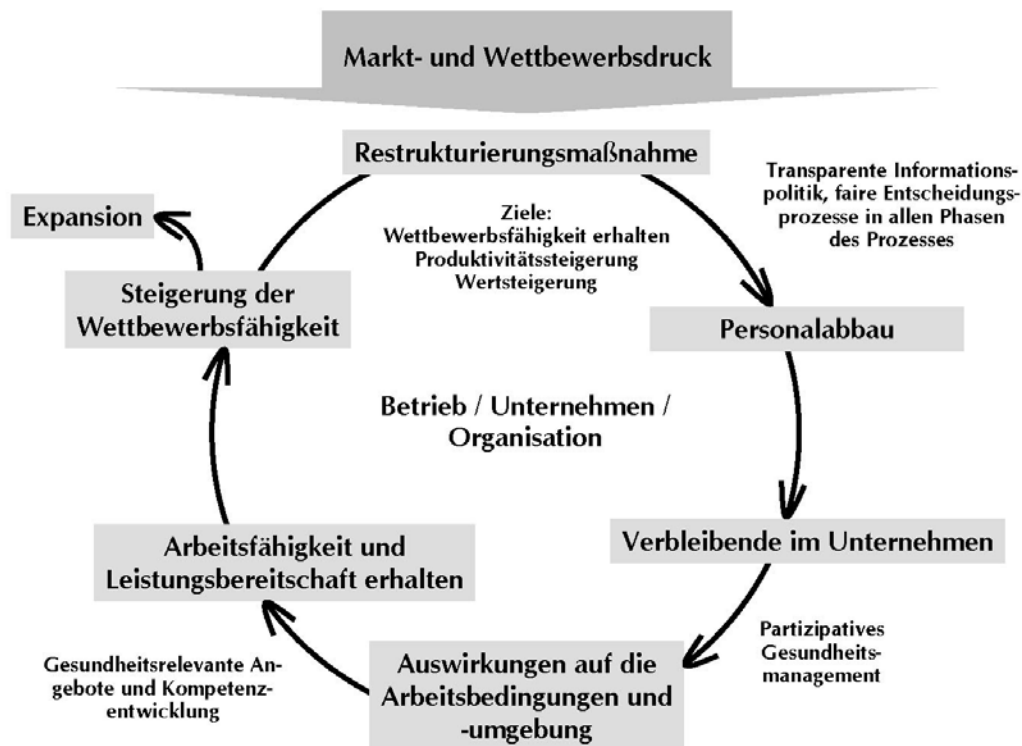 Markt- und Wettbewerbsdruck
Restrukturierungsmaßnahme
Transparente Informations-
politik, faire Entscheidungs-
prozesse in allen Phasen
des Prozesses
Expansion
Ziele:
Wettbewerbsfähigkeit erhalten
Produktivitätssteigerung
Wertsteigerung
Steigerung der
Wettbewerbsfähigkeit
Personalabbau
Betrieb / Unternehmen /
Organisation
Arbeitsfähigkeit und
Leistungsbereitschaft erhalten
Verbleibende im Unternehmen
Partizipatives
Gesundheits-
management
Gesundheitsrelevante An-
gebote und Kompetenz-
entwicklung
Auswirkungen auf die
Arbeitsbedingungen und
-umgebung